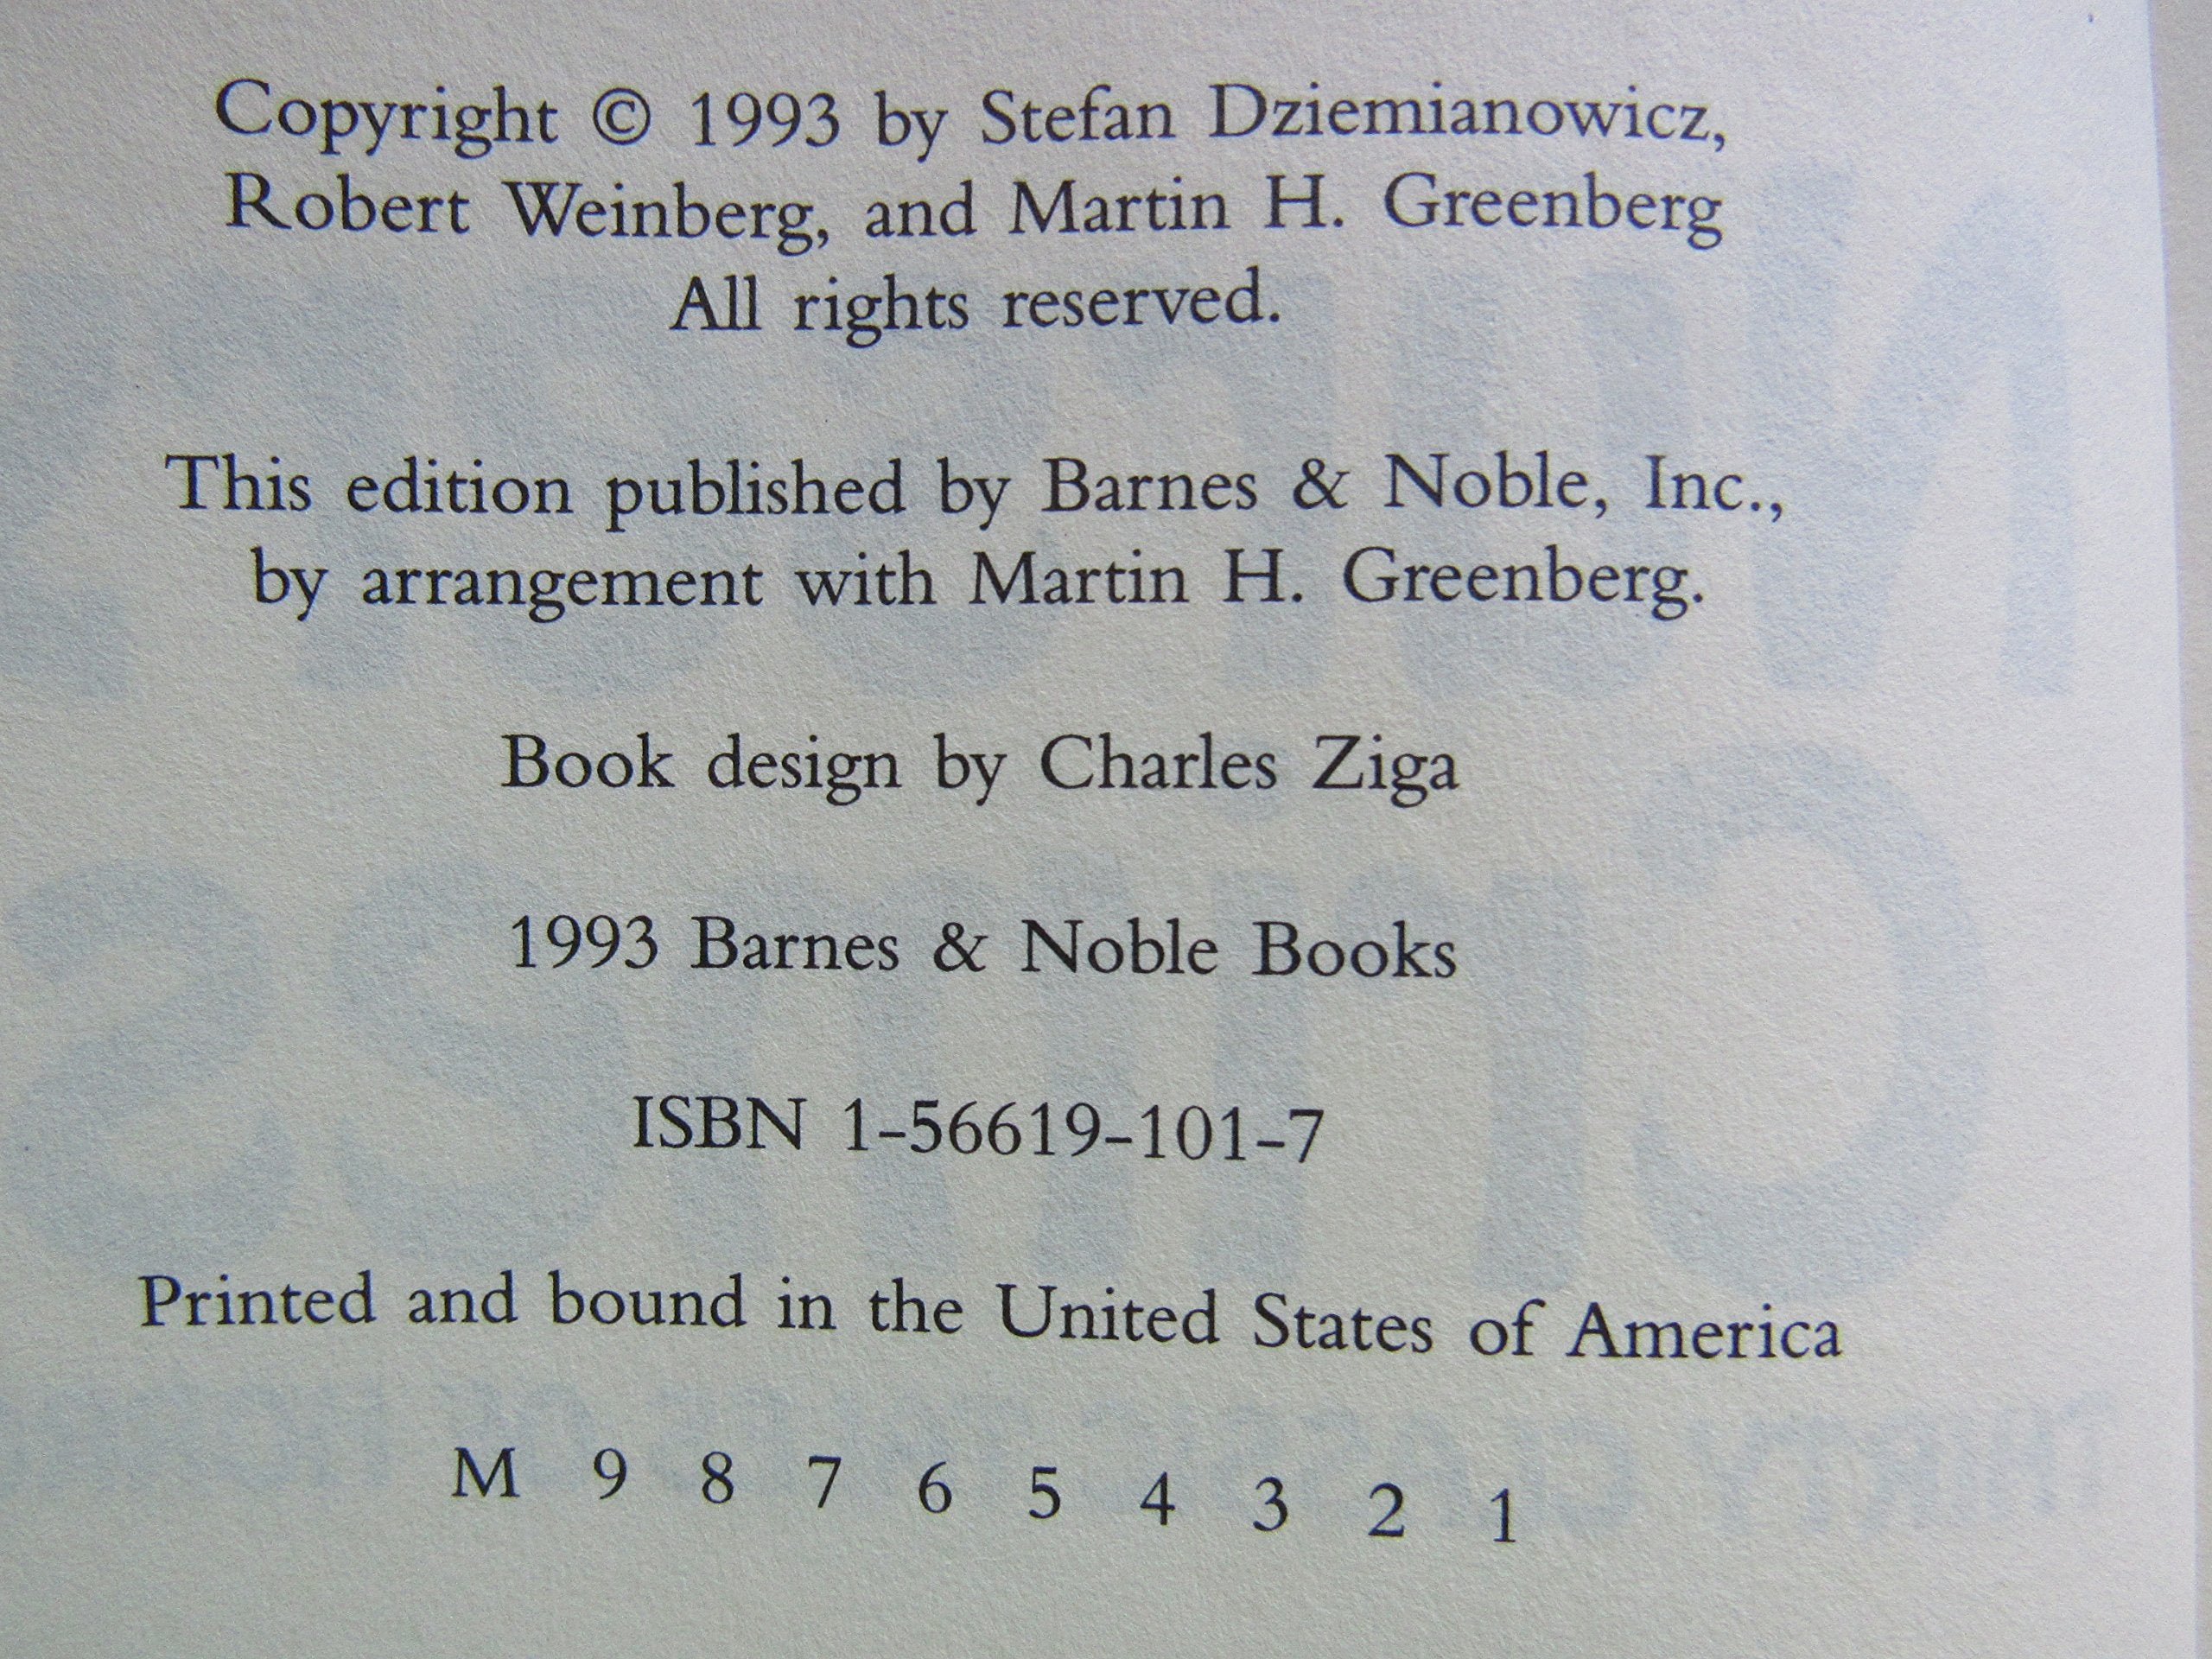 Copyright © 1993 by Stefan Dziemianowicz,
Robert Weinberg, and Martin H. Greenberg
All rights reserved.
This edition published by Barnes & Noble, Inc.,
by arrangement with Martin H. Greenberg.
Book design by Charles Ziga
1993 Barnes & Noble Books
ISBN 1-56619-101-7
Printed and bound in the United States of America
M 9 8 7 6 5 4 3 2 1